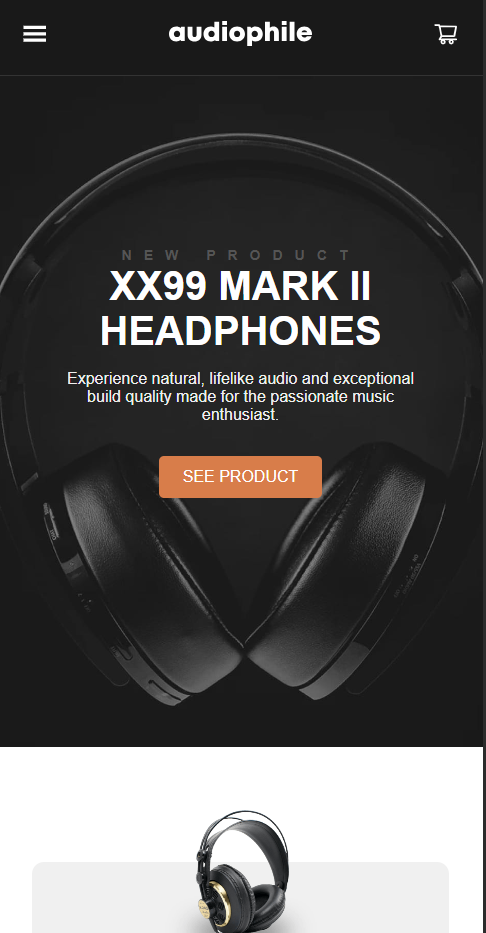 audiophile
NEW PRODUCT
XX99 MARK II
HEADPHONES
Experience natural, lifelike audio and exceptional
build quality made for the passionate music
enthusiast.
SEE PRODUCT